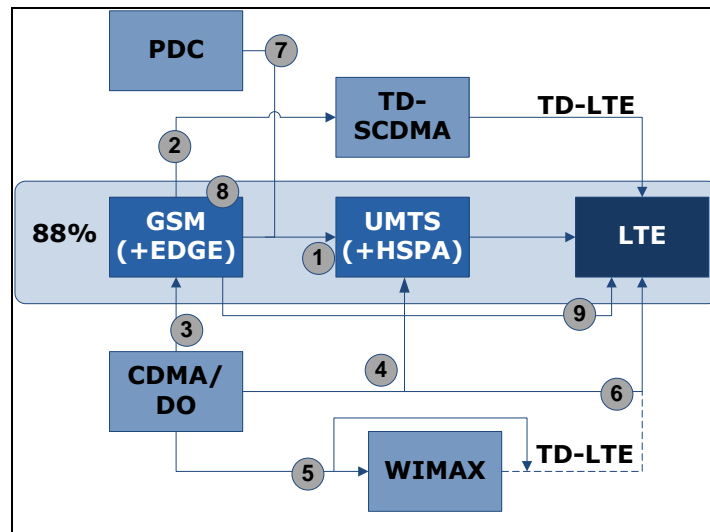 PDC
7
TD-
SCDMA
TD-LTE
2
8
88%
GSM
(+EDGE)
1
UMTS
(+HSPA)
LTE
9
3
4
CDMA/
DO
6
5
WIMAX
TD-LTE